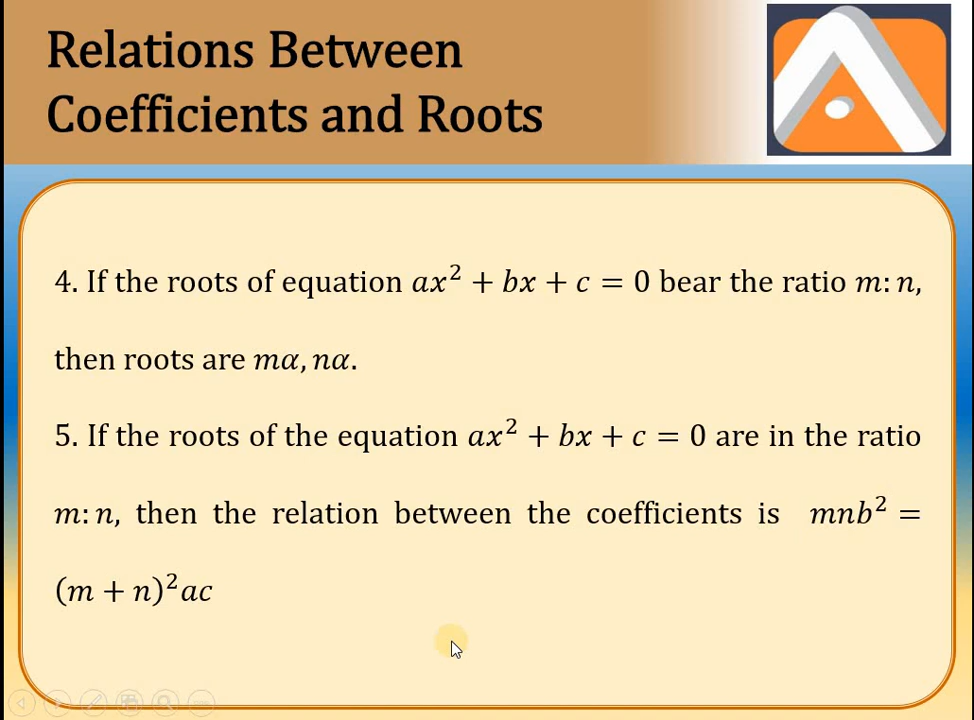 Relations Between
Coefficients and Roots
4. If the roots of equation 𝑎𝑥² + 𝑏𝑥 + 𝑐 = 0 bear the ratio 𝑚: 𝑛,
then roots are 𝑚𝛼, 𝑛𝛼.
5. If the roots of the equation 𝑎𝑥² + 𝑏𝑥 + 𝑐 = 0 are in the ratio
𝑚: 𝑛, then the relation between the coefficients is 𝑚𝑛𝑏² =
(𝑚 + 𝑛)²𝑎𝑐